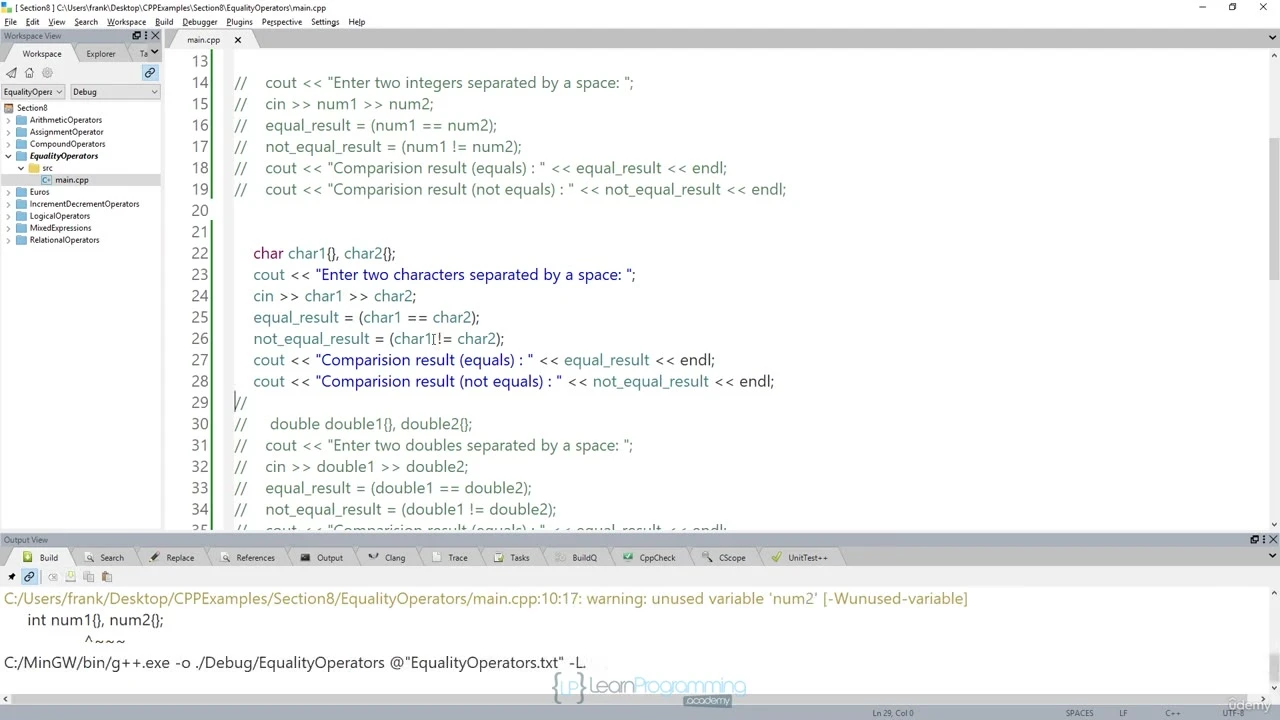 [ Section8 ] C:\Users\frank\Desktop\CPPExamples\Section8\EqualityOperators\main.cpp
File Edit View Search Workspace Build Debugger Plugins Perspective Settings Help
Workspace View
main.cpp
Workspace Explorer Ta
EqualityOpera Debug
Section8
ArithmeticOperators
AssignmentOperator
CompoundOperators
EqualityOperators
src
main.cpp
Euros
IncrementDecrementOperators
LogicalOperators
MixedExpressions
RelationalOperators
13
14 // cout << "Enter two integers separated by a space: ";
15 // cin >> num1 >> num2;
16 // equal_result = (num1 == num2);
17 // not_equal_result = (num1 != num2);
18 // cout << "Comparision result (equals) : " << equal_result << endl;
19 // cout << "Comparision result (not equals) : " << not_equal_result << endl;
20
21
22 char char1{}, char2{};
23 cout << "Enter two characters separated by a space: ";
24 cin >> char1 >> char2;
25 equal_result = (char1 == char2);
26 not_equal_result = (char1 != char2);
27 cout << "Comparision result (equals) : " << equal_result << endl;
28 cout << "Comparision result (not equals) : " << not_equal_result << endl;
29 //
30 // double double1{}, double2{};
31 // cout << "Enter two doubles separated by a space: ";
32 // cin >> double1 >> double2;
33 // equal_result = (double1 == double2);
34 // not_equal_result = (double1 != double2);
35 // cout << "Comparision result (equals) : " << equal_result << endl;
Output View
Build Search Replace References Output Clang Trace Tasks BuildQ CppCheck CScope UnitTest++
C:/Users/frank/Desktop/CPPExamples/Section8/EqualityOperators/main.cpp:10:17: warning: unused variable 'num2' [-Wunused-variable]
int num1{}, num2{};
^~~~
C:/MinGW/bin/g++.exe -o ./Debug/EqualityOperators @"EqualityOperators.txt" -L.
{LP} LearnProgramming
.academy
Ln 29, Col 0 SPACES LF C++ UTF-8
ûdemy